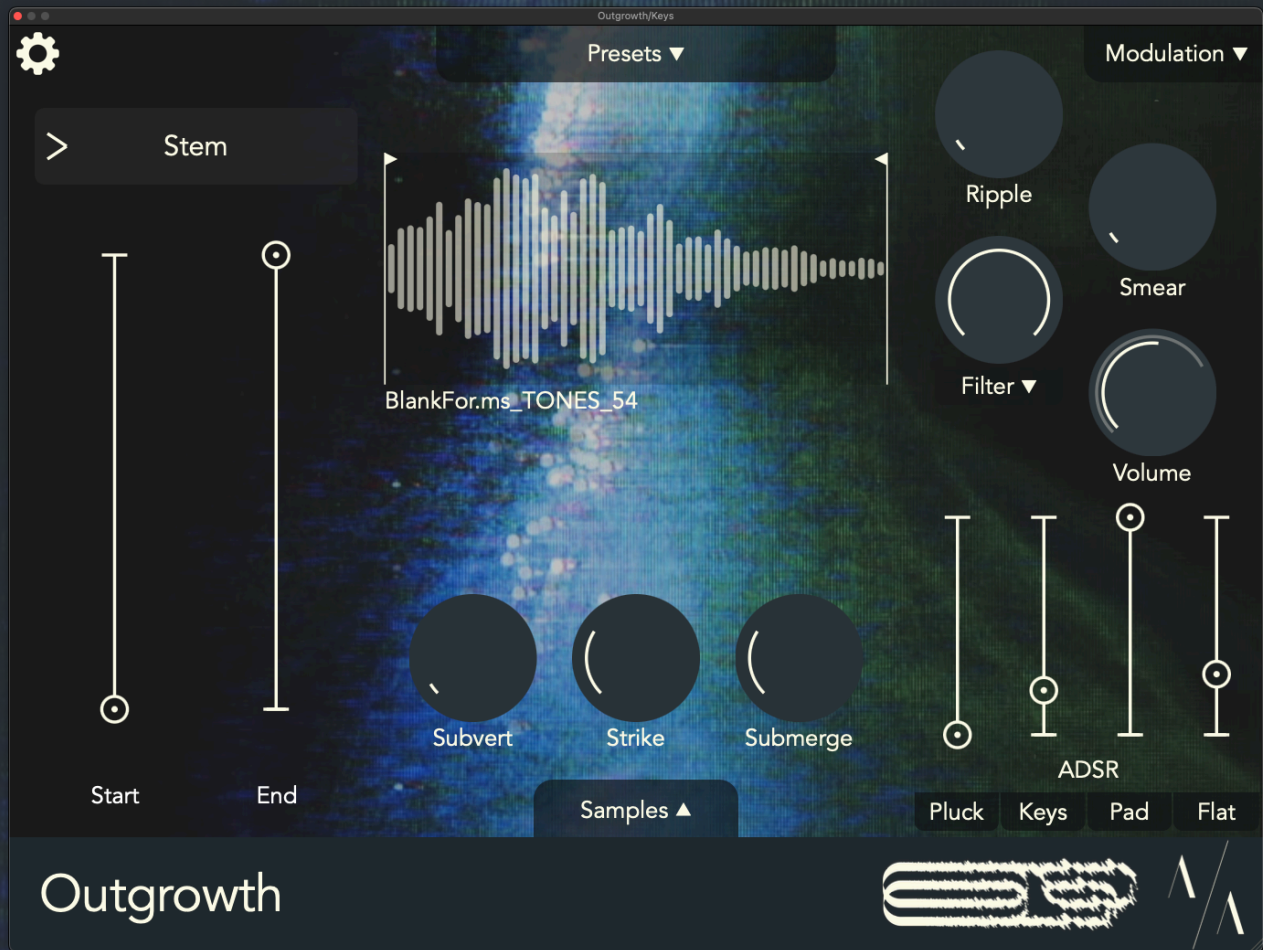 Outgrowth/Keys
Presets ▼
Modulation ▼
> Stem
Ripple
Smear
Filter ▼
BlankFor.ms_TONES_54
Volume
Subvert
Strike
Submerge
ADSR
Start
End
Samples ▲
Pluck
Keys
Pad
Flat
Outgrowth